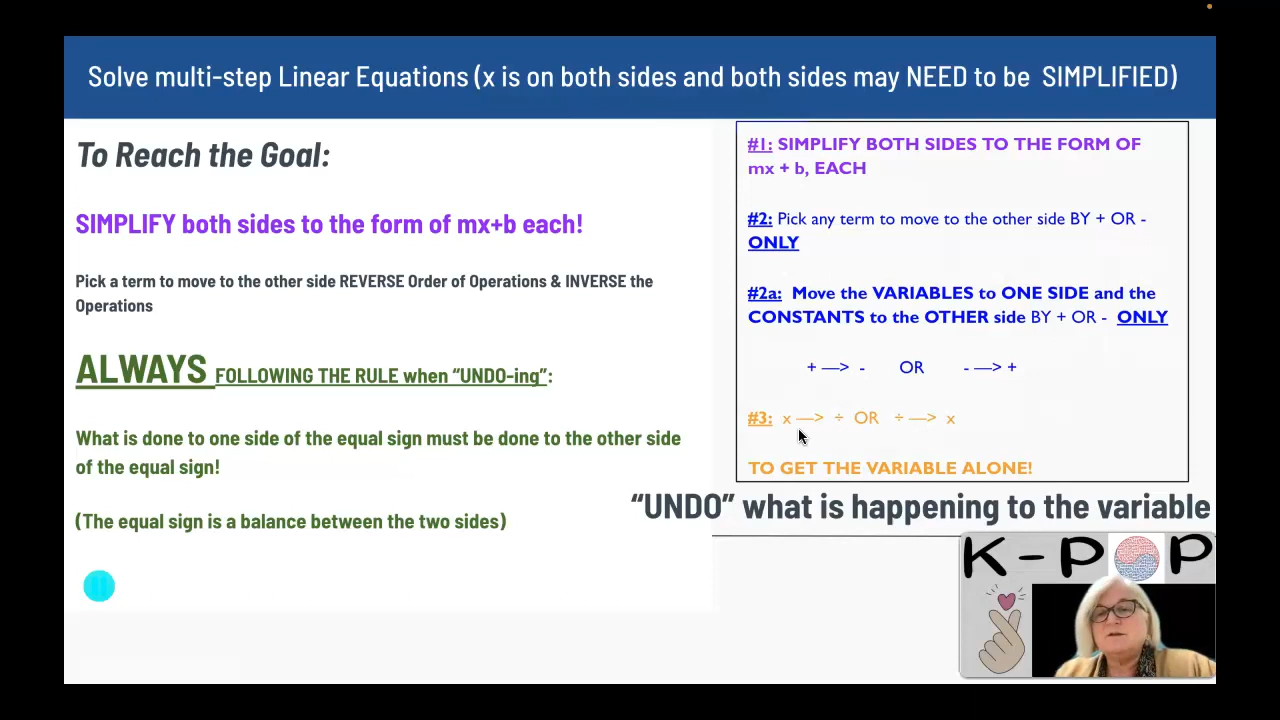 Solve multi-step Linear Equations (x is on both sides and both sides may NEED to be SIMPLIFIED)
To Reach the Goal:
SIMPLIFY both sides to the form of mx+b each!
Pick a term to move to the other side REVERSE Order of Operations & INVERSE the
Operations
ALWAYS FOLLOWING THE RULE when “UNDO-ing”:
What is done to one side of the equal sign must be done to the other side
of the equal sign!
(The equal sign is a balance between the two sides)
#1: SIMPLIFY BOTH SIDES TO THE FORM OF
mx + b, EACH
#2: Pick any term to move to the other side BY + OR -
ONLY
#2a: Move the VARIABLES to ONE SIDE and the
CONSTANTS to the OTHER side BY + OR - ONLY
+ —> - OR - —> +
#3: x —> ÷ OR ÷ —> x
TO GET THE VARIABLE ALONE!
“UNDO” what is happening to the variable
K-POP